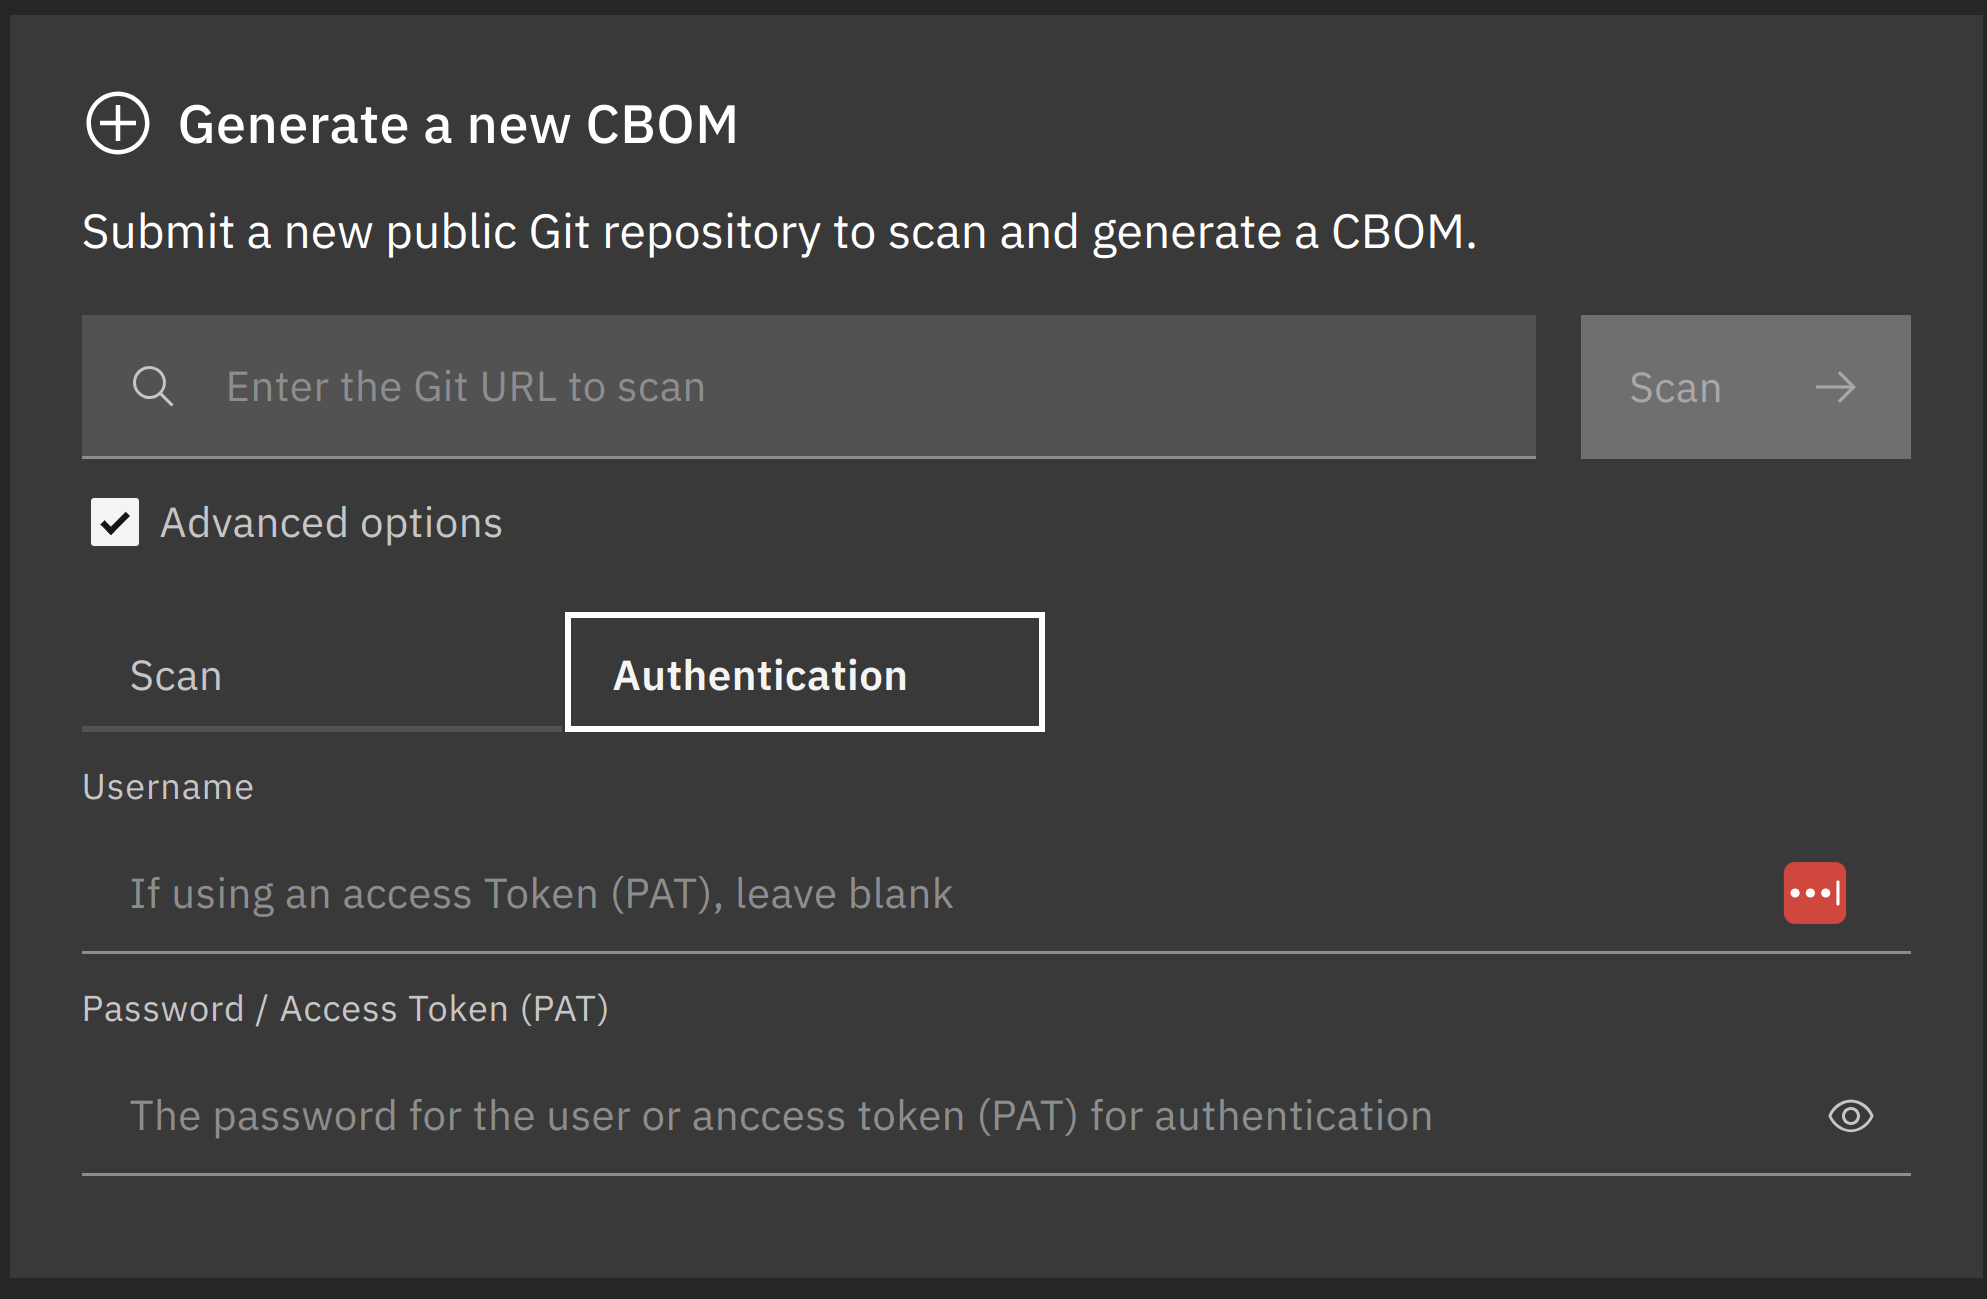 Generate a new CBOM
Submit a new public Git repository to scan and generate a CBOM.
Enter the Git URL to scan
Scan
Advanced options
Scan
Authentication
Username
If using an access Token (PAT), leave blank
Password / Access Token (PAT)
The password for the user or anccess token (PAT) for authentication